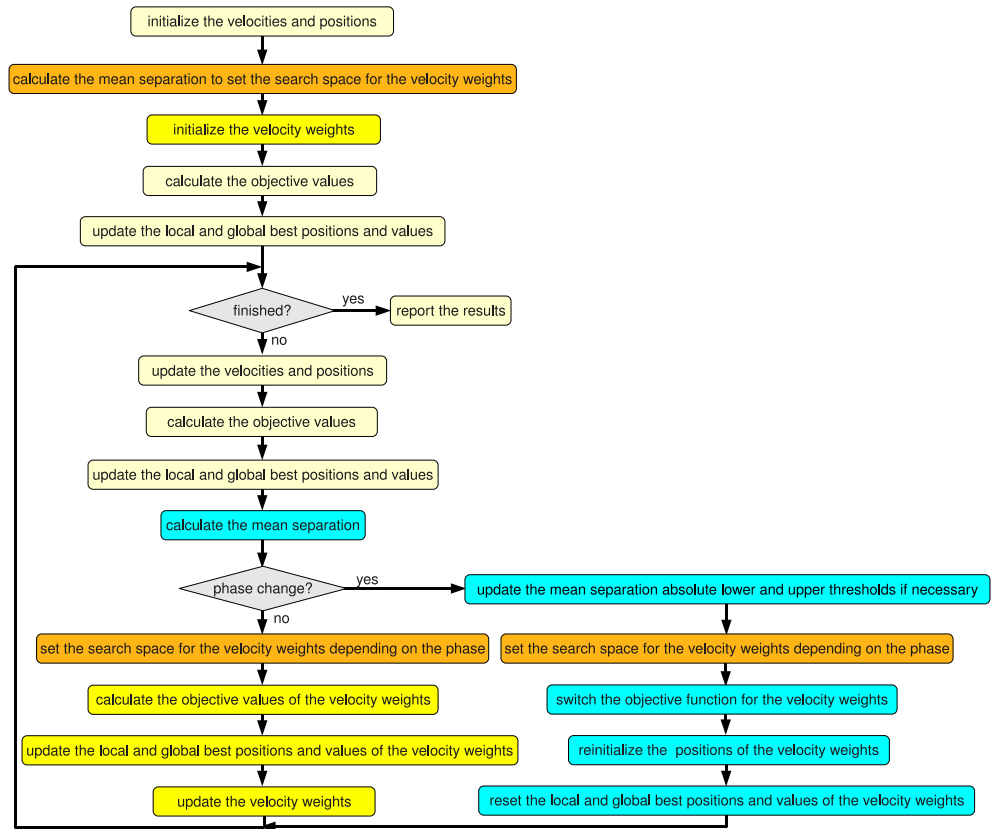 initialize the velocities and positions
calculate the mean separation to set the search space for the velocity weights
initialize the velocity weights
calculate the objective values
update the local and global best positions and values
finished?
yes
report the results
no
update the velocities and positions
calculate the objective values
update the local and global best positions and values
calculate the mean separation
phase change?
yes
update the mean separation absolute lower and upper thresholds if necessary
no
set the search space for the velocity weights depending on the phase
calculate the objective values of the velocity weights
update the local and global best positions and values of the velocity weights
update the velocity weights
set the search space for the velocity weights depending on the phase
switch the objective function for the velocity weights
reinitialize the positions of the velocity weights
reset the local and global best positions and values of the velocity weights